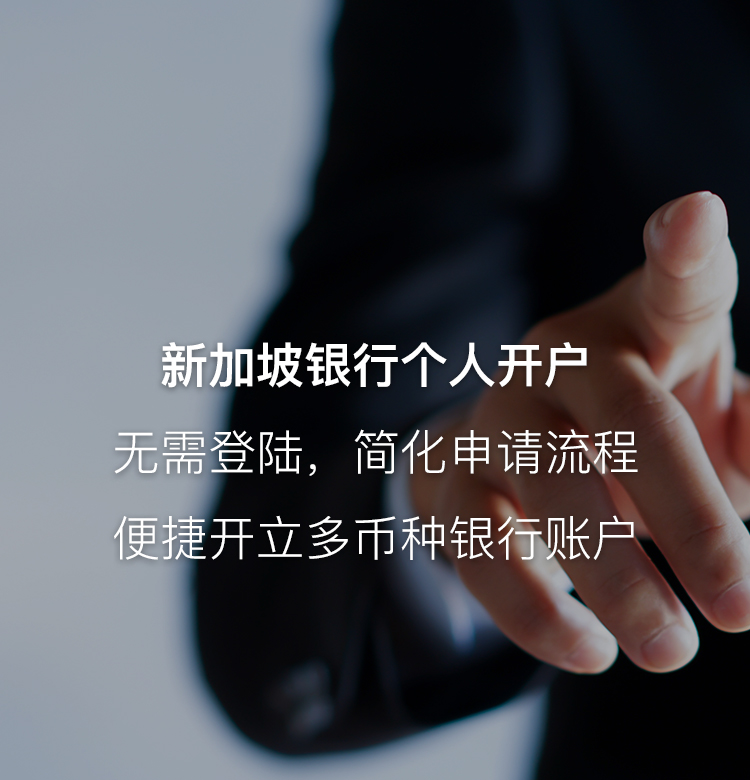 新加坡银行个人开户
无需登陆，简化申请流程
便捷开立多币种银行账户